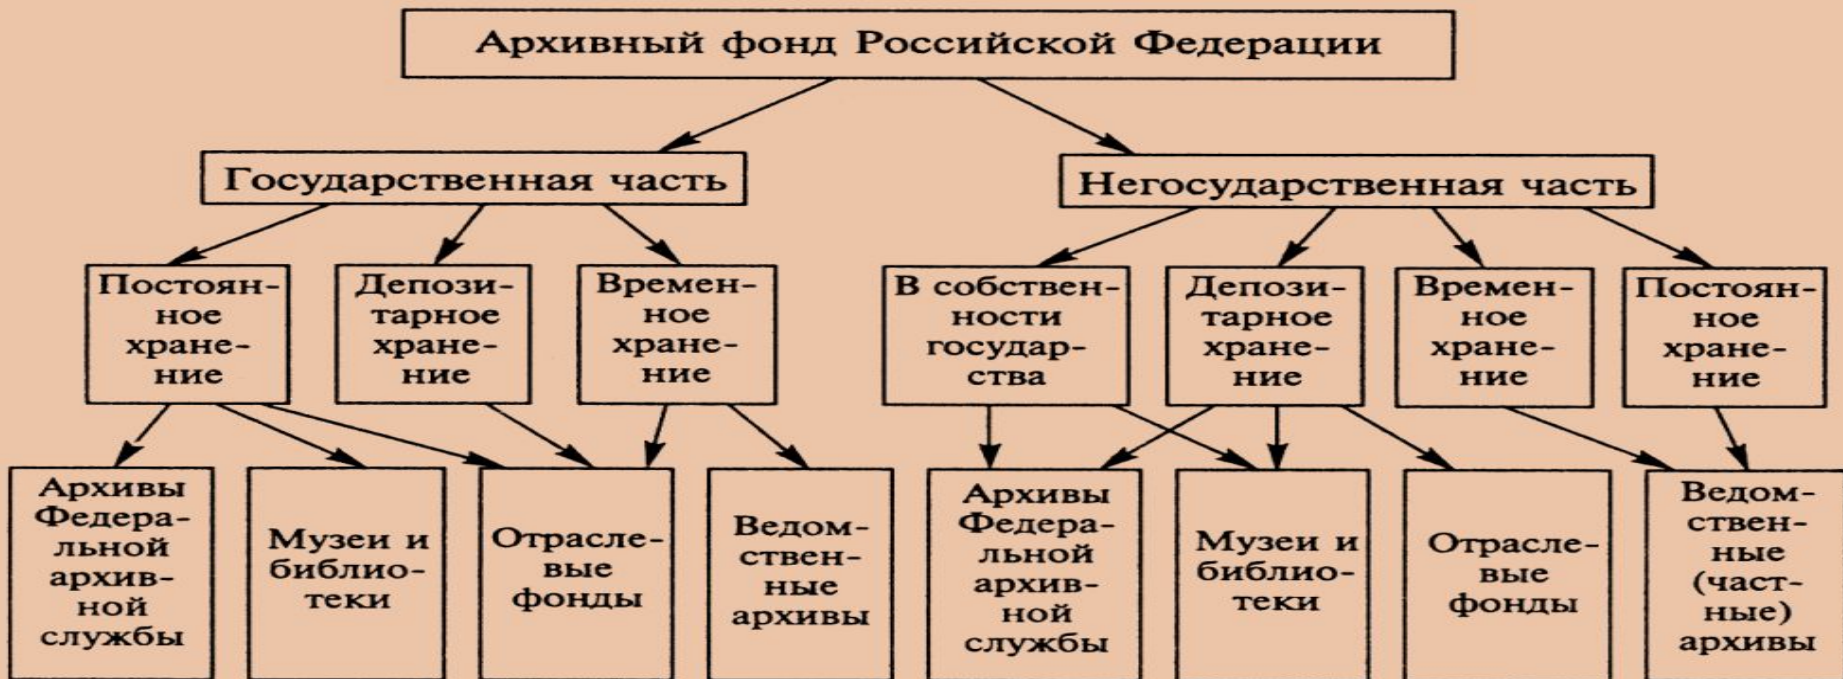 Архивный фонд Российской Федерации
Государственная часть
Негосударственная часть
Постоян-
ное
хране-
ние
Депози-
тарное
хране-
ние
Времен-
ное
хране-
ние
В собствен-
ности
государ-
ства
Депози-
тарное
хране-
ние
Времен-
ное
хране-
ние
Постоян-
ное
хране-
ние
Архивы
Федера-
льной
архив-
ной
службы
Музеи и
библио-
теки
Отрасле-
вые
фонды
Ведом-
ствен-
ные
архивы
Архивы
Федера-
льной
архив-
ной
службы
Музеи и
библио-
теки
Отрасле-
вые
фонды
Ведом-
ствен-
ные
(част-
ные)
архивы